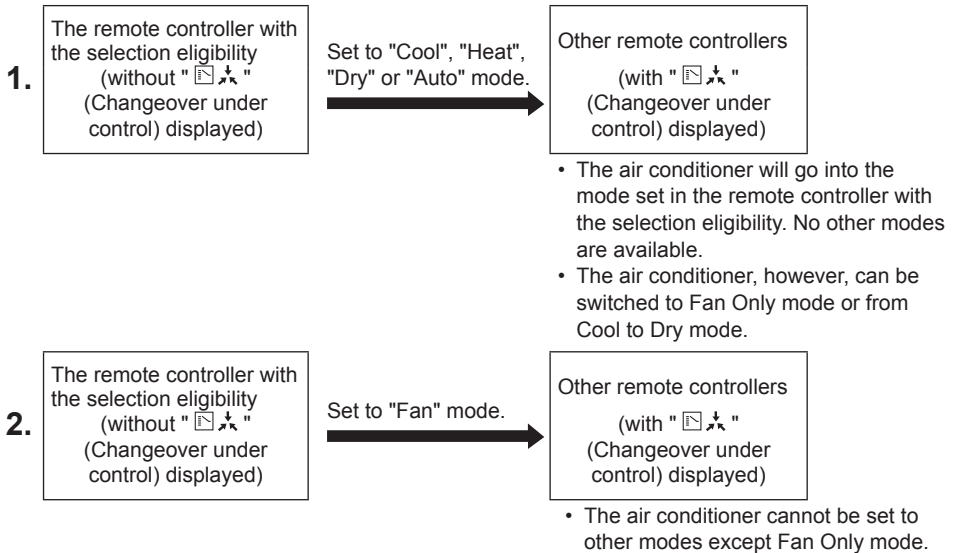 1.
The remote controller with
the selection eligibility
(without " "
(Changeover under
control) displayed)
Set to "Cool", "Heat",
"Dry" or "Auto" mode.
Other remote controllers
(with " "
(Changeover under
control) displayed)
• The air conditioner will go into the
mode set in the remote controller with
the selection eligibility. No other modes
are available.
• The air conditioner, however, can be
switched to Fan Only mode or from
Cool to Dry mode.
2.
The remote controller with
the selection eligibility
(without " "
(Changeover under
control) displayed)
Set to "Fan" mode.
Other remote controllers
(with " "
(Changeover under
control) displayed)
• The air conditioner cannot be set to
other modes except Fan Only mode.